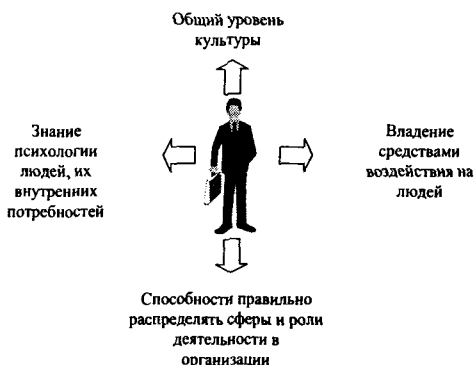 Общий уровень
культуры
Знание
психологии
людей, их
внутренних
потребностей
Владение
средствами
воздействия на
людей
Способности правильно
распределять сферы и роли
деятельности в
организации